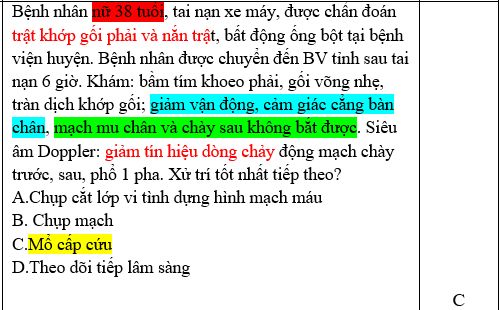 Bệnh nhân nữ 38 tuổi, tai nạn xe máy, được chẩn đoán
trật khớp gối phải và nắn trật, bất động ống bột tại bệnh
viện huyện. Bệnh nhân được chuyển đến BV tỉnh sau tai
nạn 6 giờ. Khám: bầm tím khoeo phải, gối võng nhẹ,
tràn dịch khớp gối; giảm vận động, cảm giác cẳng bàn
chân, mạch mu chân và chày sau không bắt được. Siêu
âm Doppler: giảm tín hiệu dòng chảy động mạch chày
trước, sau, phổ 1 pha. Xử trí tốt nhất tiếp theo?
A.Chụp cắt lớp vi tính dựng hình mạch máu
B. Chụp mạch
C.Mổ cấp cứu
D.Theo dõi tiếp lâm sàng
C